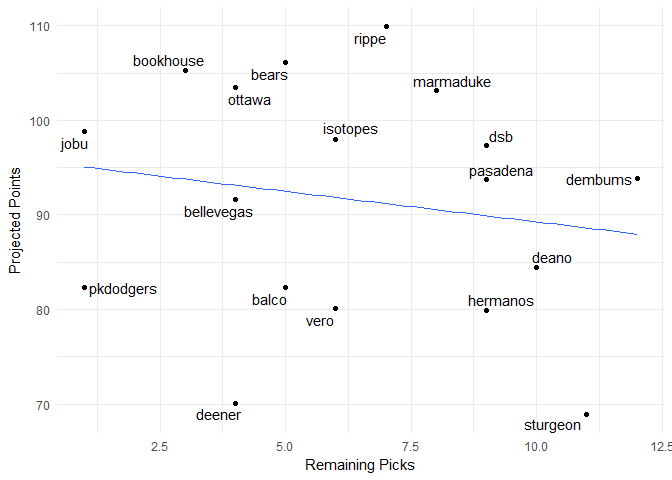 110
rippe
bookhouse
bears
marmaduke
ottawa
100
jobu
isotopes
dsb
pasadena
dembums
90
bellevegas
deano
pkdodgers
balco
hermanos
80
vero
70
deener
sturgeon
2.5
5.0
7.5
10.0
12.5
Remaining Picks
Projected Points